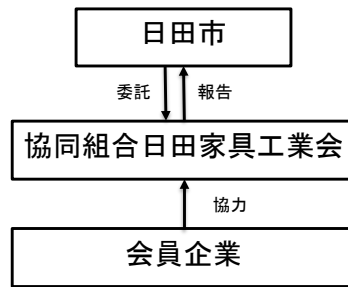 日田市
委託
報告
協同組合日田家具工業会
協力
会員企業